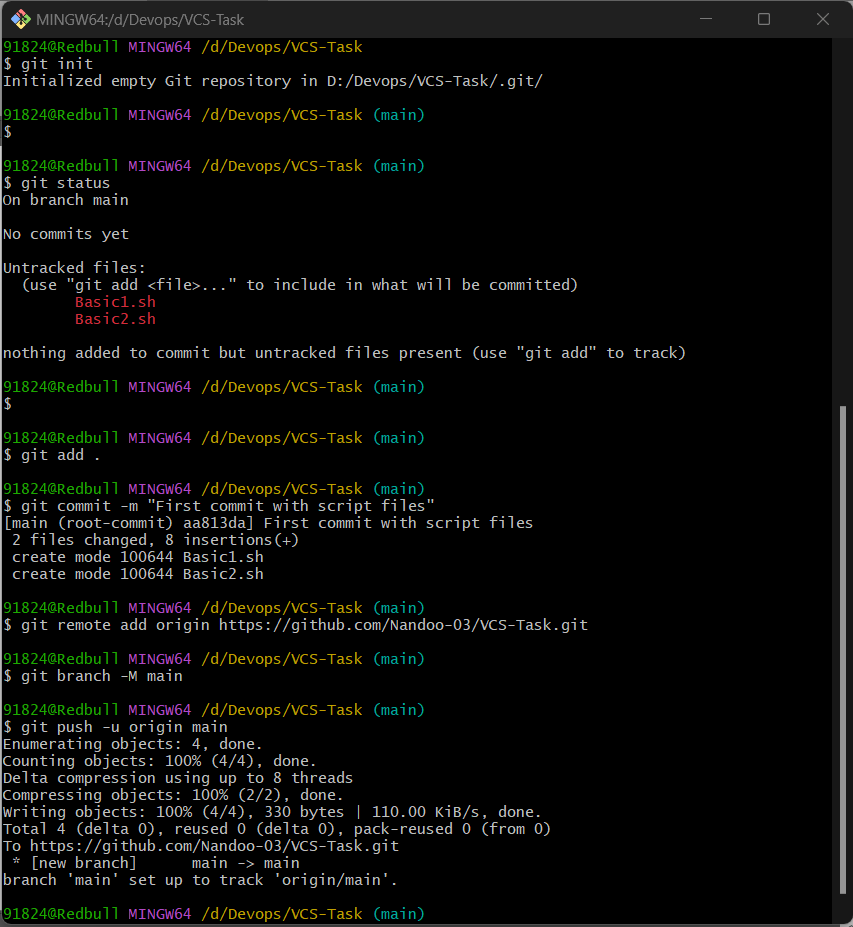 MINGW64:/d/Devops/VCS-Task
91824@Redbull MINGW64 /d/Devops/VCS-Task
$ git init
Initialized empty Git repository in D:/Devops/VCS-Task/.git/
91824@Redbull MINGW64 /d/Devops/VCS-Task (main)
$
91824@Redbull MINGW64 /d/Devops/VCS-Task (main)
$ git status
On branch main
No commits yet
Untracked files:
  (use "git add <file>..." to include in what will be committed)
        Basic1.sh
        Basic2.sh
nothing added to commit but untracked files present (use "git add" to track)
91824@Redbull MINGW64 /d/Devops/VCS-Task (main)
$
91824@Redbull MINGW64 /d/Devops/VCS-Task (main)
$ git add .
91824@Redbull MINGW64 /d/Devops/VCS-Task (main)
$ git commit -m "First commit with script files"
[main (root-commit) aa813da] First commit with script files
 2 files changed, 8 insertions(+)
 create mode 100644 Basic1.sh
 create mode 100644 Basic2.sh
91824@Redbull MINGW64 /d/Devops/VCS-Task (main)
$ git remote add origin https://github.com/Nandoo-03/VCS-Task.git
91824@Redbull MINGW64 /d/Devops/VCS-Task (main)
$ git branch -M main
91824@Redbull MINGW64 /d/Devops/VCS-Task (main)
$ git push -u origin main
Enumerating objects: 4, done.
Counting objects: 100% (4/4), done.
Delta compression using up to 8 threads
Compressing objects: 100% (2/2), done.
Writing objects: 100% (4/4), 330 bytes | 110.00 KiB/s, done.
Total 4 (delta 0), reused 0 (delta 0), pack-reused 0 (from 0)
To https://github.com/Nandoo-03/VCS-Task.git
 * [new branch]      main -> main
branch 'main' set up to track 'origin/main'.
91824@Redbull MINGW64 /d/Devops/VCS-Task (main)